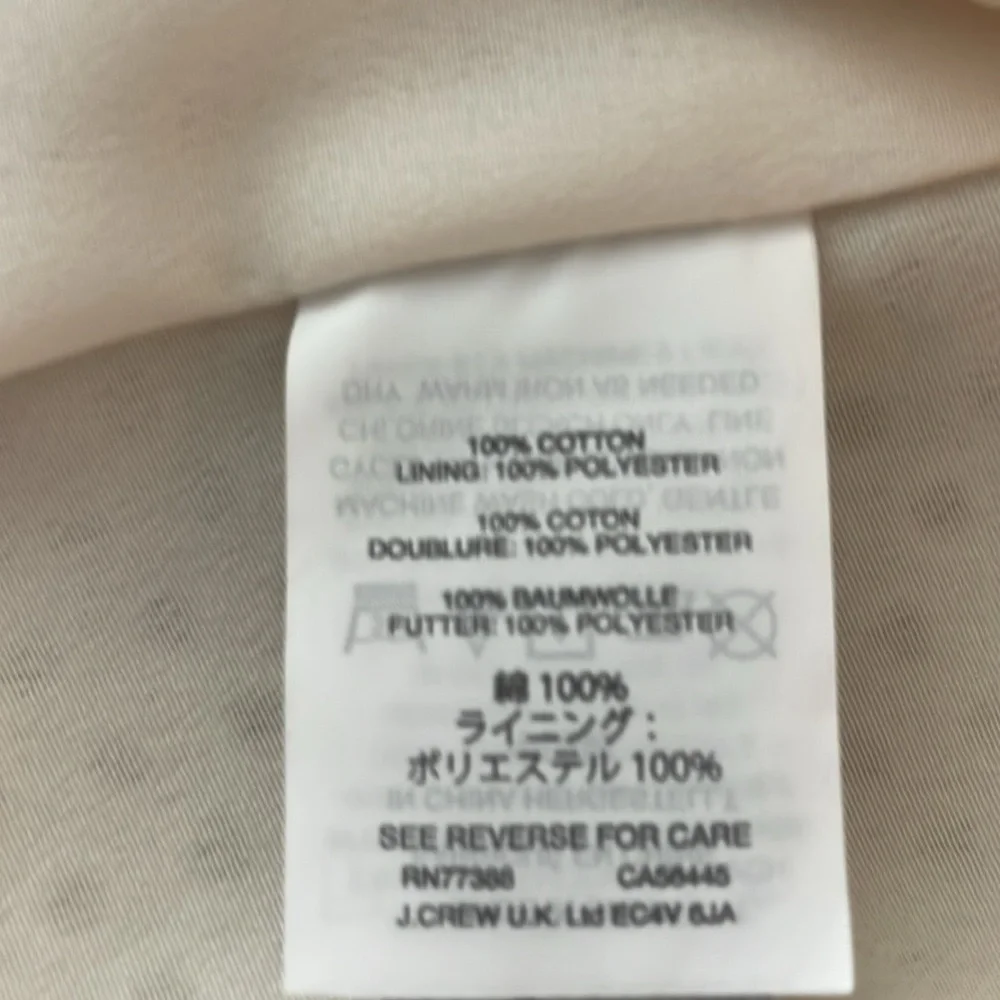 100% COTTON
LINING: 100% POLYESTER
100% COTON
DOUBLURE: 100% POLYESTER
100% BAUMWOLLE
FUTTER: 100% POLYESTER
綿 100%
ライニング：
ポリエステル 100%
SEE REVERSE FOR CARE
RN77388 CA56445
J.CREW U.K. Ltd EC4V 6JA